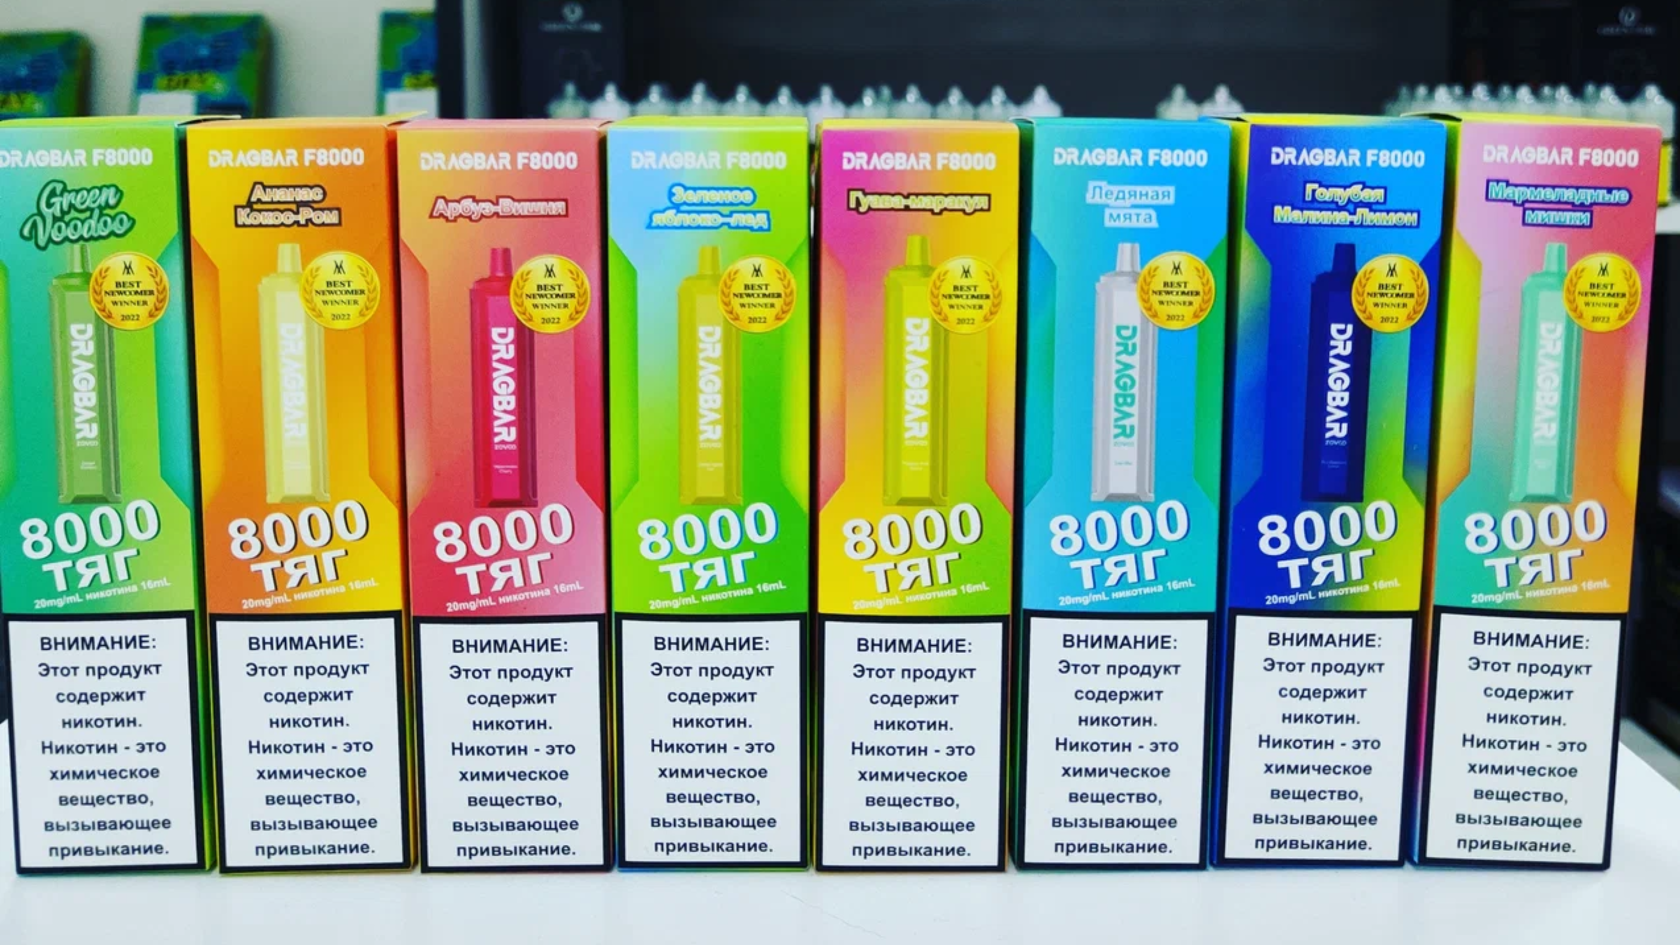 DRAGBAR F8000
Green
Voodoo
BEST
NEWCOMER
WINNER
2022
DRAGBAR
ZOVOO
8000
ТЯГ
20mg/mL никотина 16mL
ВНИМАНИЕ:
Этот продукт
содержит
никотин.
Никотин - это
химическое
вещество,
вызывающее
привыкание.
DRAGBAR F8000
Ананас
Кокос-Ром
BEST
NEWCOMER
WINNER
2022
DRAGBAR
8000
ТЯГ
20mg/mL никотина 16mL
ВНИМАНИЕ:
Этот продукт
содержит
никотин.
Никотин - это
химическое
вещество,
вызывающее
привыкание.
DRAGBAR F8000
Арбуз-Вишня
BEST
NEWCOMER
WINNER
2022
DRAGBAR
ZOVOO
8000
ТЯГ
20mg/mL никотина 16mL
ВНИМАНИЕ:
Этот продукт
содержит
никотин.
Никотин - это
химическое
вещество,
вызывающее
привыкание.
DRAGBAR F8000
Зеленое
яблоко-лед
BEST
NEWCOMER
WINNER
2022
DRAGBAR
ZOVOO
8000
ТЯГ
20mg/mL никотина 16mL
ВНИМАНИЕ:
Этот продукт
содержит
никотин.
Никотин - это
химическое
вещество,
вызывающее
привыкание.
DRAGBAR F8000
Гуава-маракуя
BEST
NEWCOMER
WINNER
2022
DRAGBAR
ZOVOO
8000
ТЯГ
20mg/mL никотина 16mL
ВНИМАНИЕ:
Этот продукт
содержит
никотин.
Никотин - это
химическое
вещество,
вызывающее
привыкание.
DRAGBAR F8000
Ледяная
мята
BEST
NEWCOMER
WINNER
2022
DRAGBAR
ZOVOO
8000
ТЯГ
20mg/mL никотина 16mL
ВНИМАНИЕ:
Этот продукт
содержит
никотин.
Никотин - это
химическое
вещество,
вызывающее
привыкание.
DRAGBAR F8000
Голубая
Малина-Лимон
BEST
NEWCOMER
WINNER
2022
DRAGBAR
ZOVOO
8000
ТЯГ
20mg/mL никотина 16mL
ВНИМАНИЕ:
Этот продукт
содержит
никотин.
Никотин - это
химическое
вещество,
вызывающее
привыкание.
DRAGBAR F8000
Мармеладные
мишки
BEST
NEWCOMER
WINNER
2022
DRAGBAR
8000
ТЯГ
20mg/mL никотина 16mL
ВНИМАНИЕ:
Этот продукт
содержит
никотин.
Никотин - это
химическое
вещество,
вызывающее
привыкание.